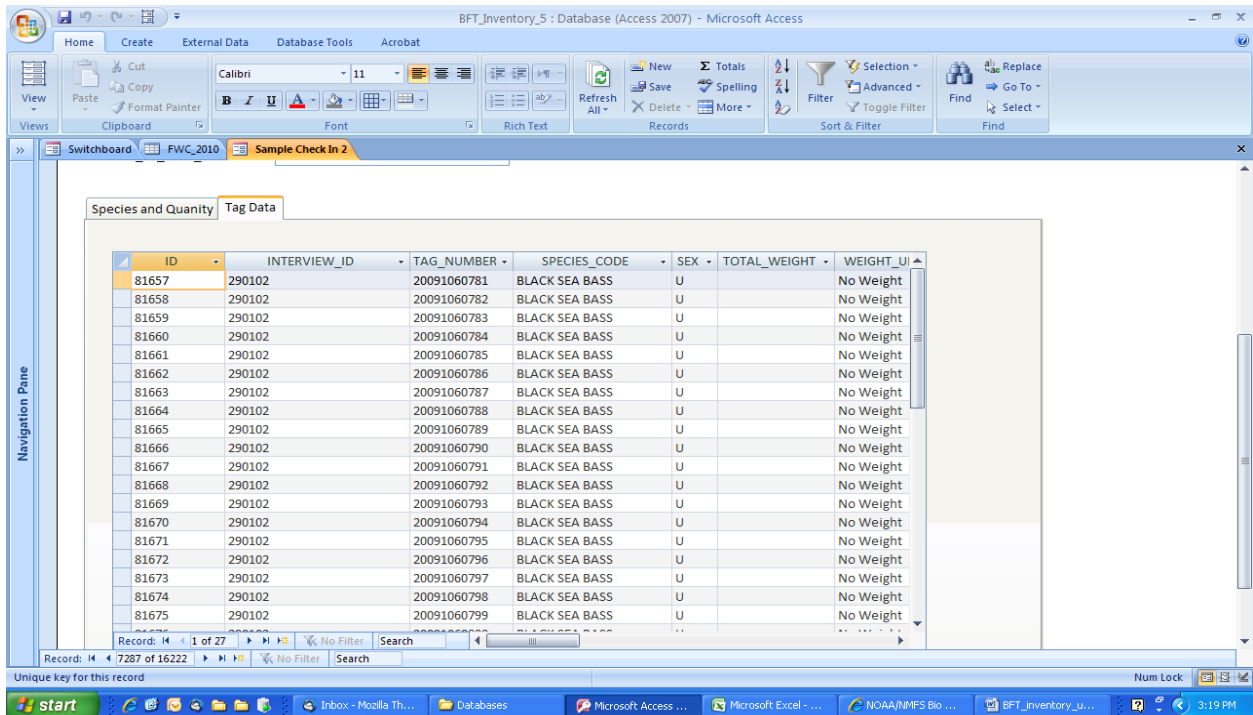 BFT_Inventory_5 : Database (Access 2007) - Microsoft Access
Home Create External Data Database Tools Acrobat
View
Views
Paste
Cut
Copy
Format Painter
Clipboard
Calibri 11
B I U A
Font
Rich Text
Refresh All
New
Save
Delete
Σ Totals
Spelling
More
Records
Filter
Selection
Advanced
Toggle Filter
Sort & Filter
Find
Replace
Go To
Select
Find
Switchboard FWC_2010 Sample Check In 2
Navigation Pane
Species and Quanity Tag Data
ID INTERVIEW_ID TAG_NUMBER SPECIES_CODE SEX TOTAL_WEIGHT WEIGHT_UI
81657 290102 20091060781 BLACK SEA BASS U No Weight
81658 290102 20091060782 BLACK SEA BASS U No Weight
81659 290102 20091060783 BLACK SEA BASS U No Weight
81660 290102 20091060784 BLACK SEA BASS U No Weight
81661 290102 20091060785 BLACK SEA BASS U No Weight
81662 290102 20091060786 BLACK SEA BASS U No Weight
81663 290102 20091060787 BLACK SEA BASS U No Weight
81664 290102 20091060788 BLACK SEA BASS U No Weight
81665 290102 20091060789 BLACK SEA BASS U No Weight
81666 290102 20091060790 BLACK SEA BASS U No Weight
81667 290102 20091060791 BLACK SEA BASS U No Weight
81668 290102 20091060792 BLACK SEA BASS U No Weight
81669 290102 20091060793 BLACK SEA BASS U No Weight
81670 290102 20091060794 BLACK SEA BASS U No Weight
81671 290102 20091060795 BLACK SEA BASS U No Weight
81672 290102 20091060796 BLACK SEA BASS U No Weight
81673 290102 20091060797 BLACK SEA BASS U No Weight
81674 290102 20091060798 BLACK SEA BASS U No Weight
81675 290102 20091060799 BLACK SEA BASS U No Weight
Record: 1 of 27 No Filter Search
Record: 7287 of 16222 No Filter Search
Unique key for this record Num Lock
start Inbox - Mozilla Th... Databases Microsoft Access ... Microsoft Excel - ... NOAA/NMFS Bio ... BFT_inventory_u... 3:19 PM